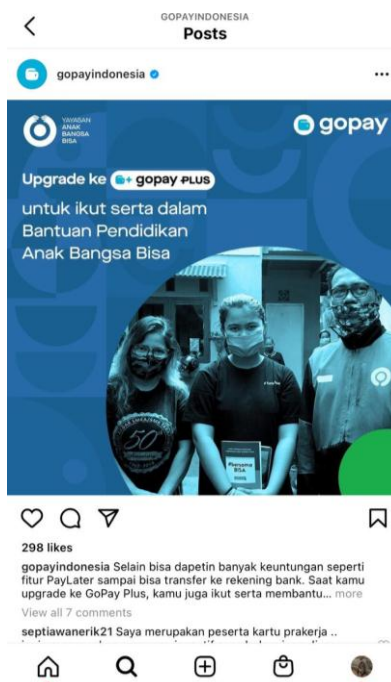 GOPAYINDONESIA
Posts
gopayindonesia
YAYASAN
ANAK
BANGSA
BISA
gopay
Upgrade ke gopay PLUS
untuk ikut serta dalam
Bantuan Pendidikan
Anak Bangsa Bisa
50
#bersama
BISA
298 likes
gopayindonesia Selain bisa dapetin banyak keuntungan seperti
fitur PayLater sampai bisa transfer ke rekening bank. Saat kamu
upgrade ke GoPay Plus, kamu juga ikut serta membantu... more
View all 7 comments
septiawanerik21 Saya merupakan peserta kartu prakerja ..